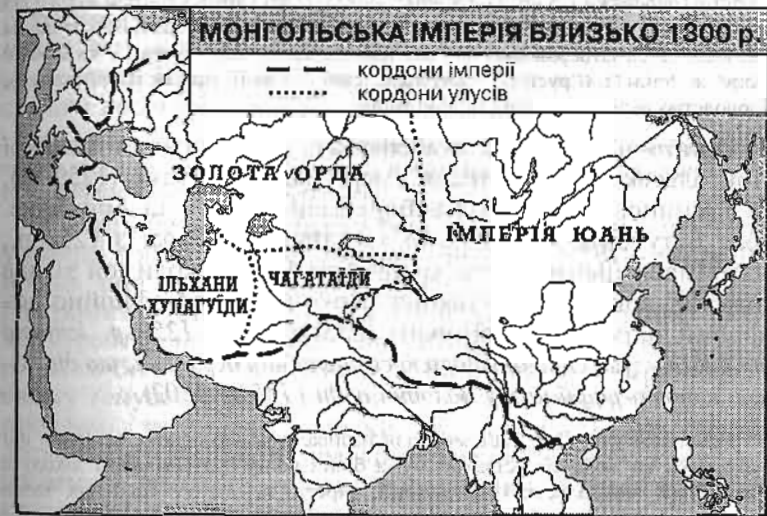 МОНГОЛЬСЬКА ІМПЕРІЯ БЛИЗЬКО 1300 р.
кордони імперії
кордони улусів
ЗОЛОТА ОРДА
ІМПЕРІЯ ЮАНЬ
ІЛЬХАНИ
ХУЛАГУЇДИ
ЧАГАТАЇДИ